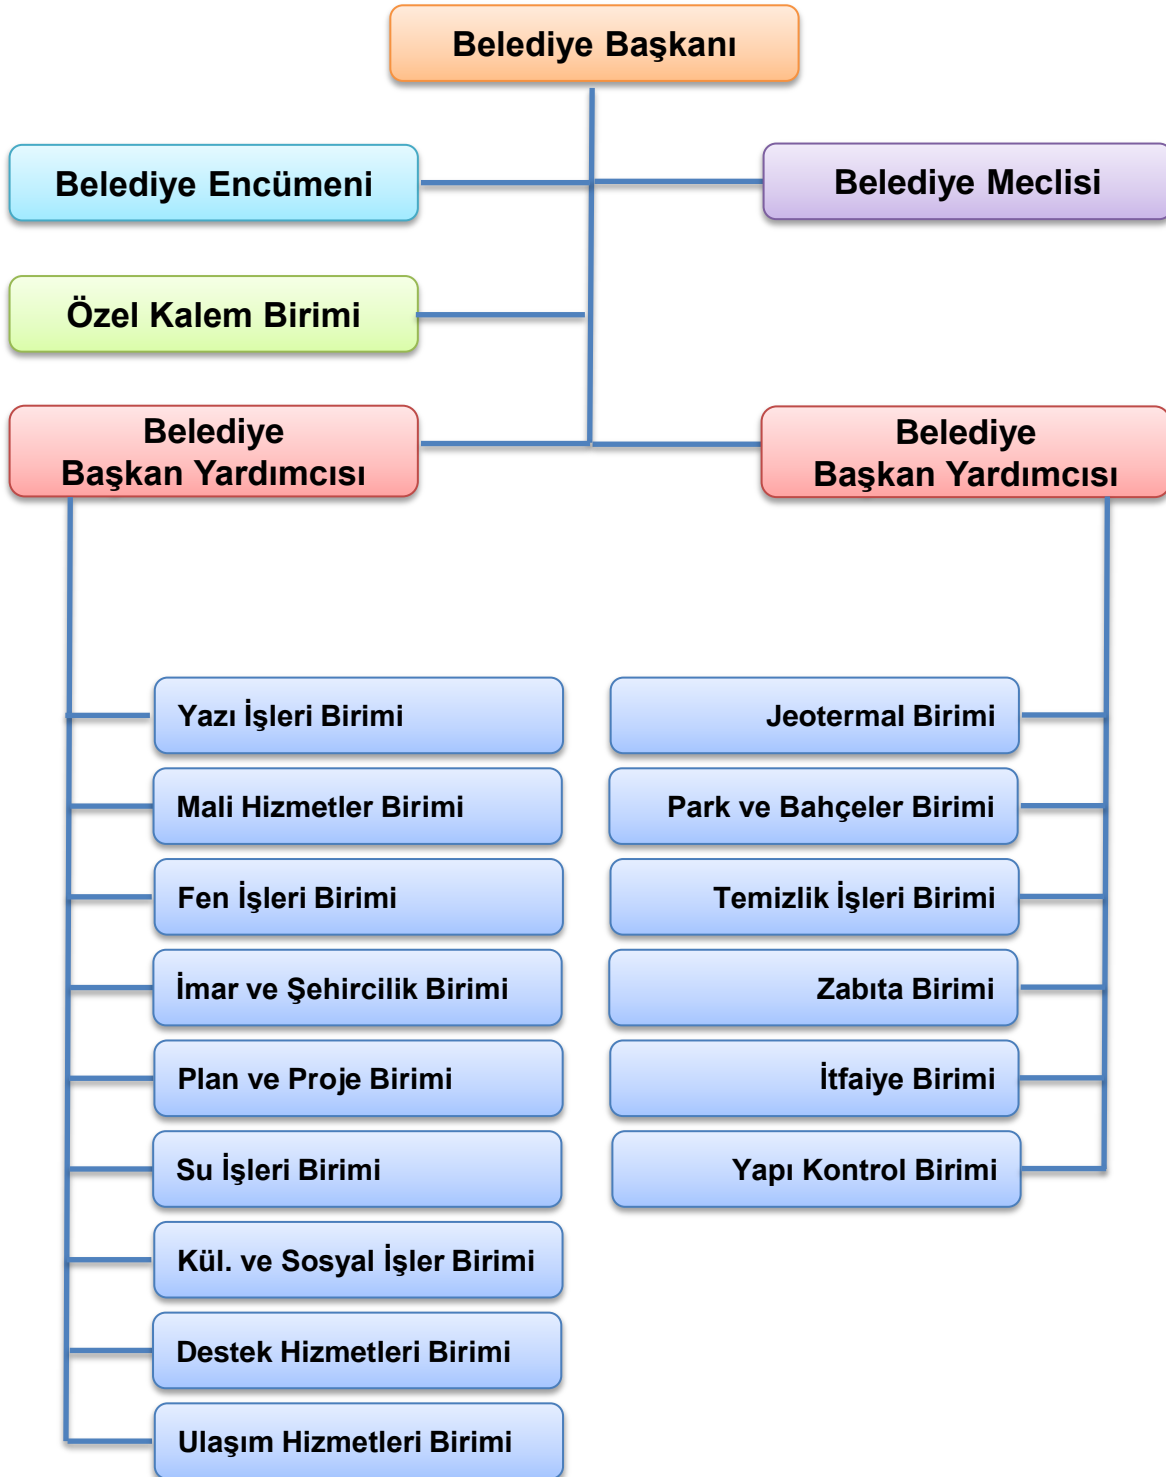 Belediye Başkanı
Belediye Encümeni
Belediye Meclisi
Özel Kalem Birimi
Belediye
Başkan Yardımcısı
Belediye
Başkan Yardımcısı
Yazı İşleri Birimi
Mali Hizmetler Birimi
Fen İşleri Birimi
İmar ve Şehircilik Birimi
Plan ve Proje Birimi
Su İşleri Birimi
Kül. ve Sosyal İşler Birimi
Destek Hizmetleri Birimi
Ulaşım Hizmetleri Birimi
Jeotermal Birimi
Park ve Bahçeler Birimi
Temizlik İşleri Birimi
Zabıta Birimi
İtfaiye Birimi
Yapı Kontrol Birimi